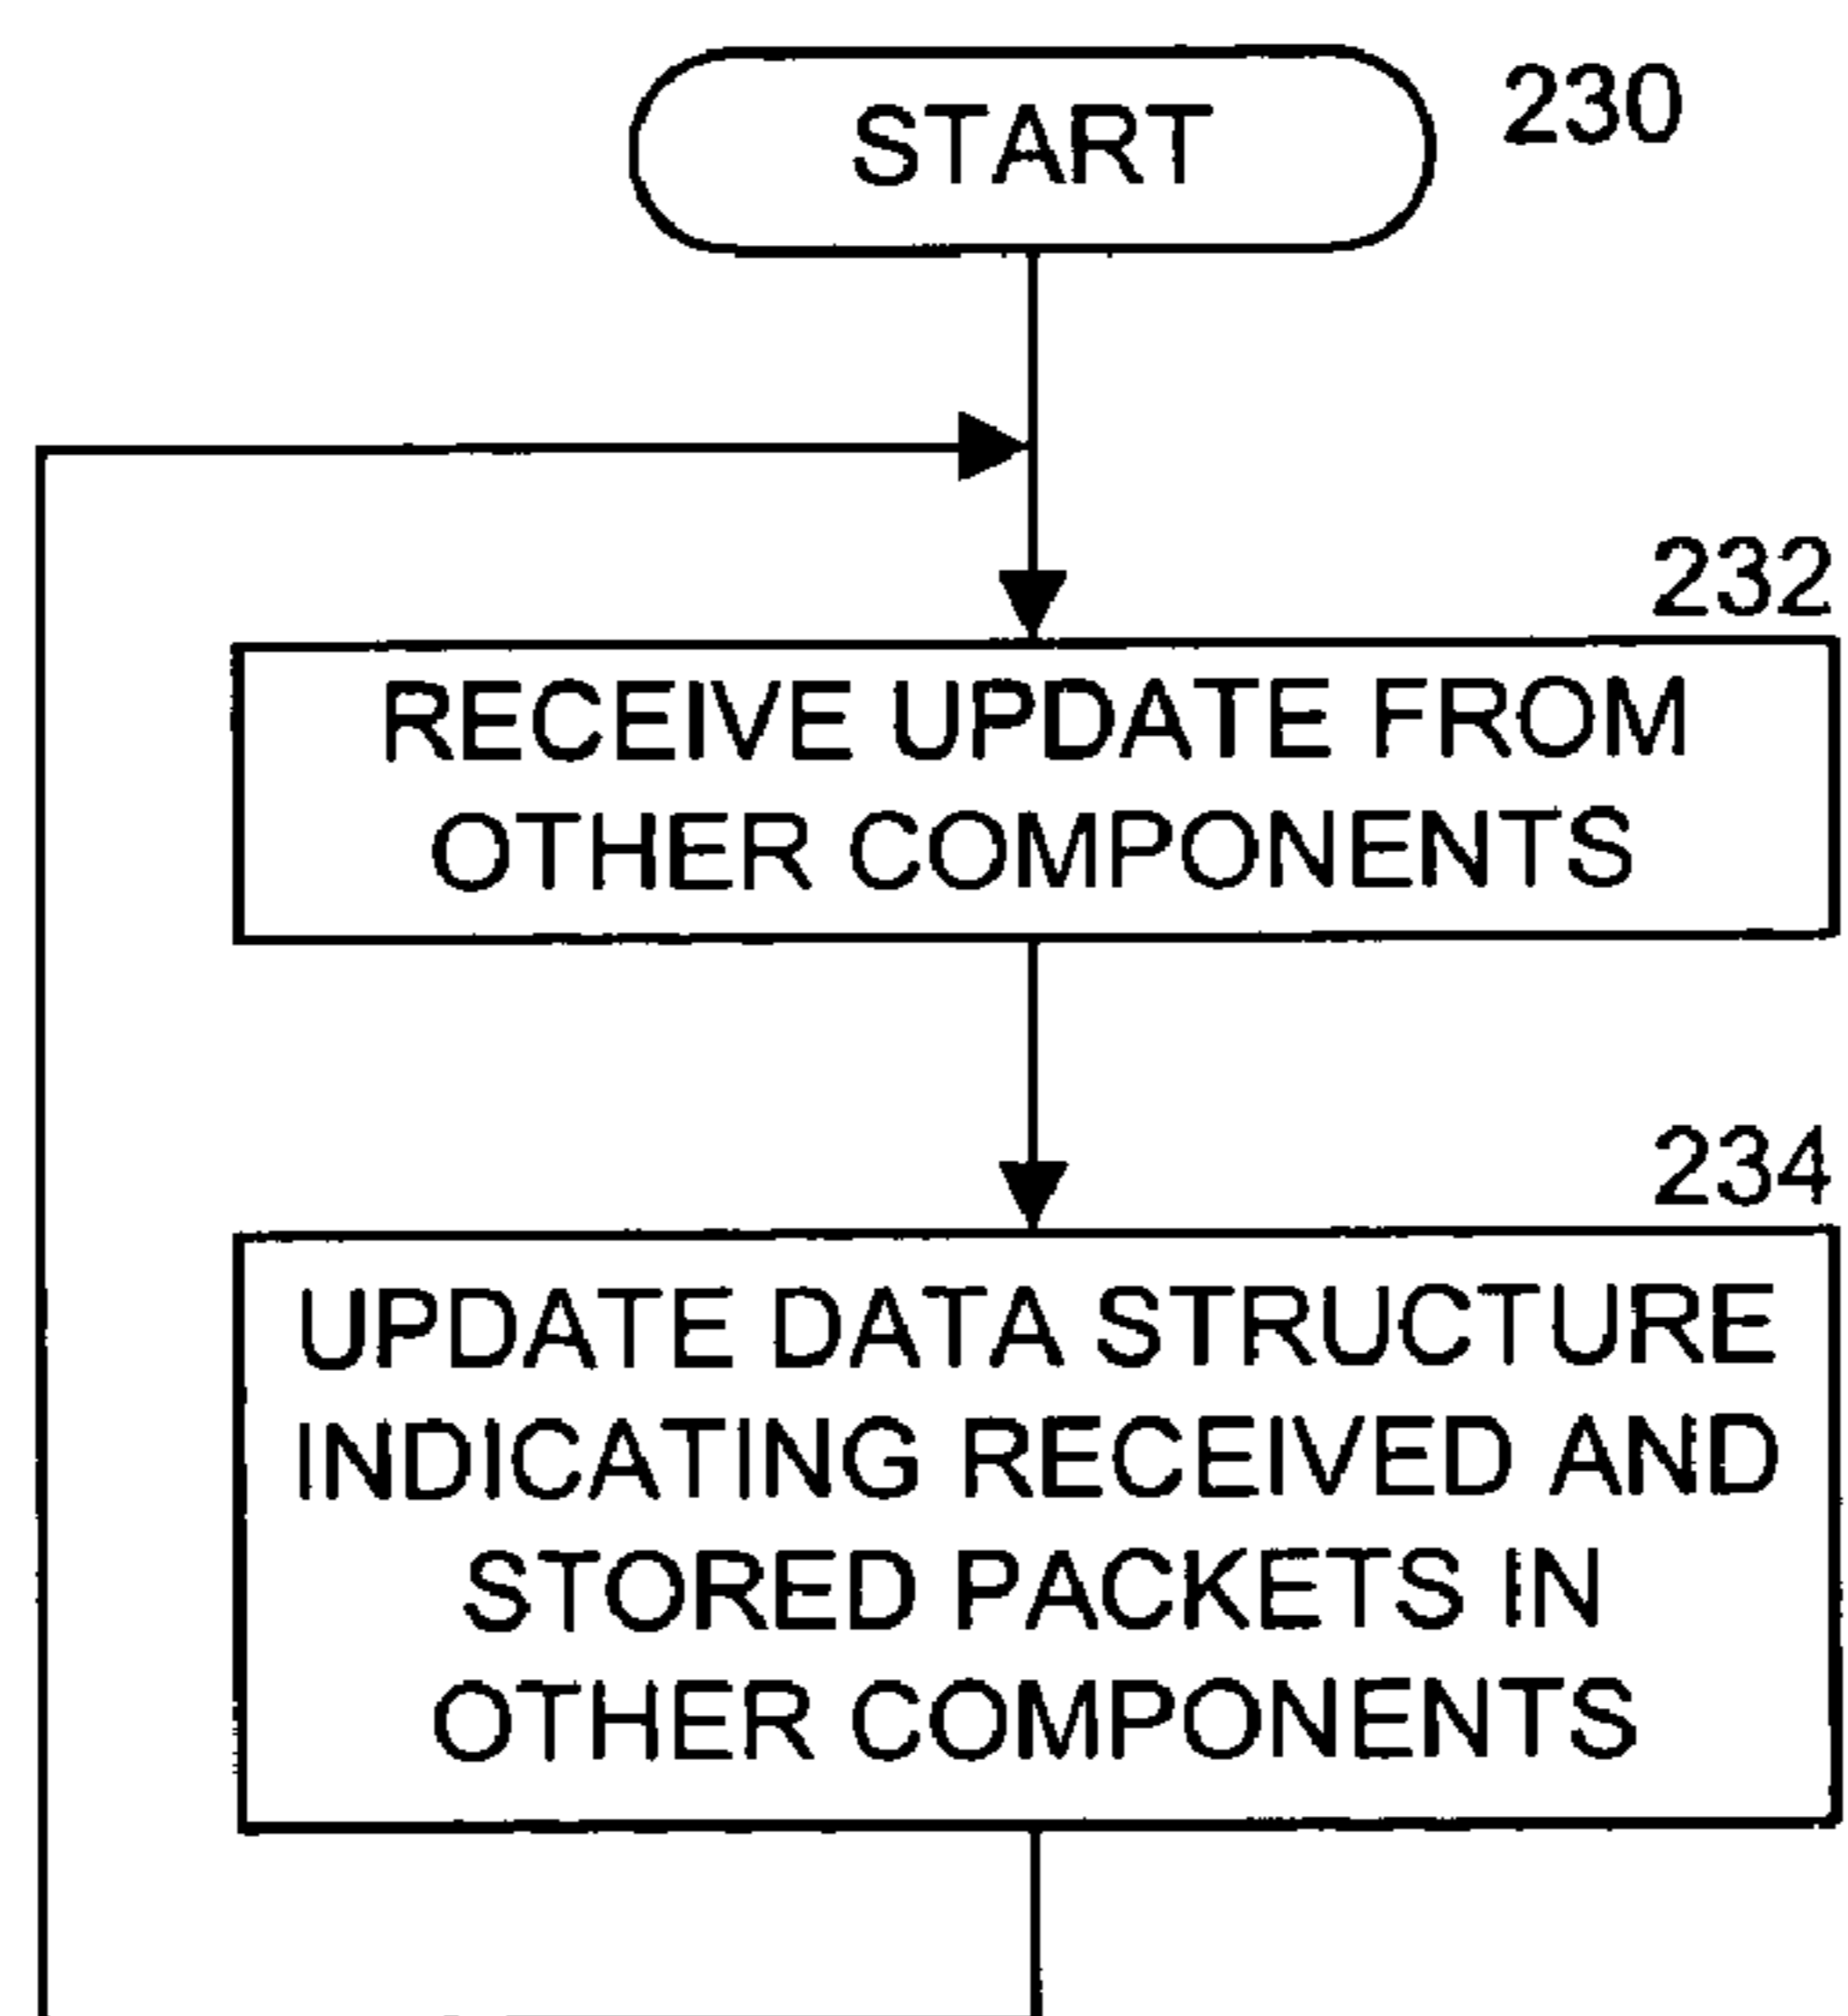 START
230
232
RECEIVE UPDATE FROM
OTHER COMPONENTS
234
UPDATE DATA STRUCTURE
INDICATING RECEIVED AND
STORED PACKETS IN
OTHER COMPONENTS